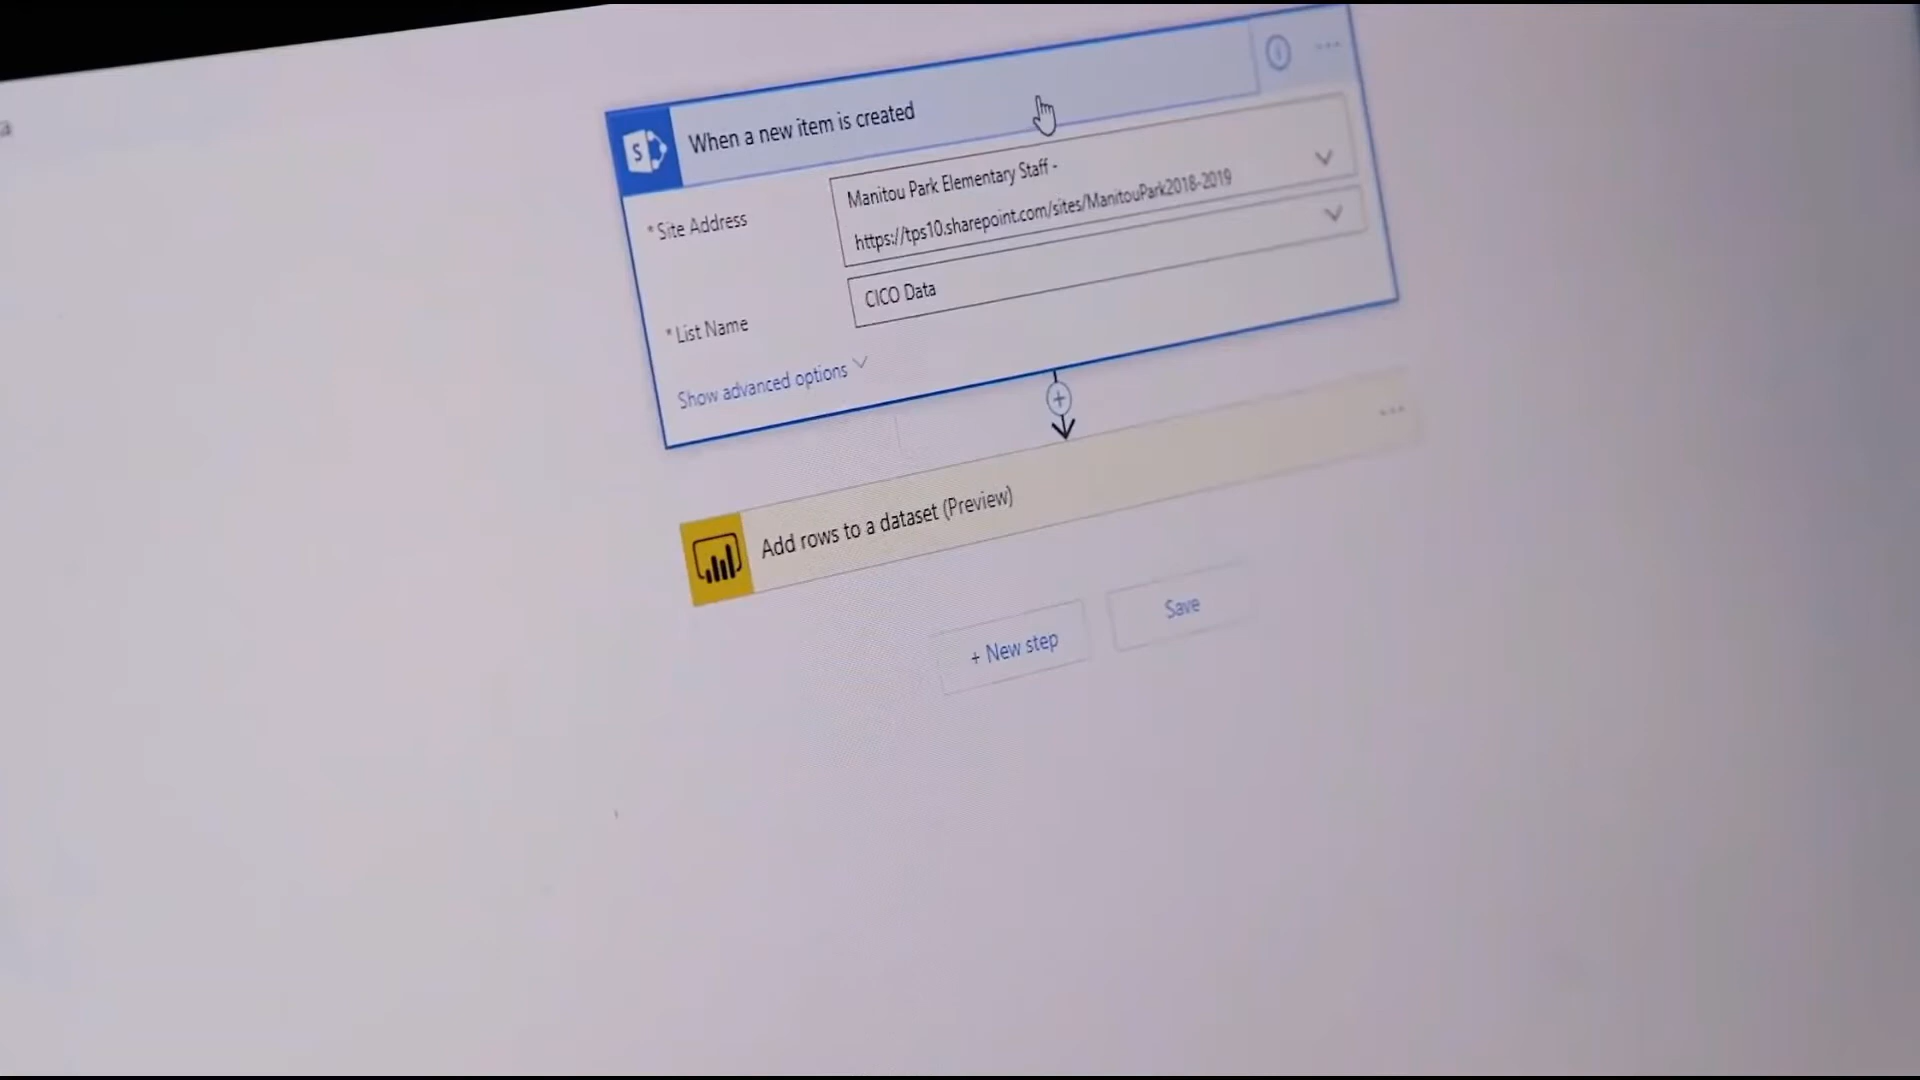 When a new item is created
* Site Address
Manitou Park Elementary Staff -
https://tps10.sharepoint.com/sites/ManitouPark2018-2019
* List Name
CICO Data
Show advanced options
Add rows to a dataset (Preview)
+ New step
Save